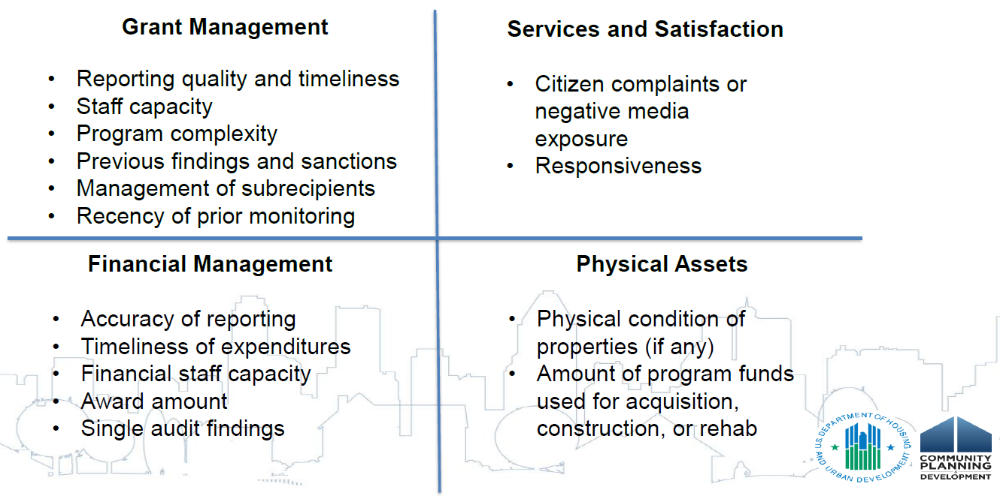 Grant Management
• Reporting quality and timeliness
• Staff capacity
• Program complexity
• Previous findings and sanctions
• Management of subrecipients
• Recency of prior monitoring
Services and Satisfaction
• Citizen complaints or
negative media
exposure
• Responsiveness
Financial Management
• Accuracy of reporting
• Timeliness of expenditures
• Financial staff capacity
• Award amount
• Single audit findings
Physical Assets
• Physical condition of
properties (if any)
• Amount of program funds
used for acquisition,
construction, or rehab
U.S. DEPARTMENT OF HOUSING
AND URBAN DEVELOPMENT
COMMUNITY
PLANNING
DEVELOPMENT